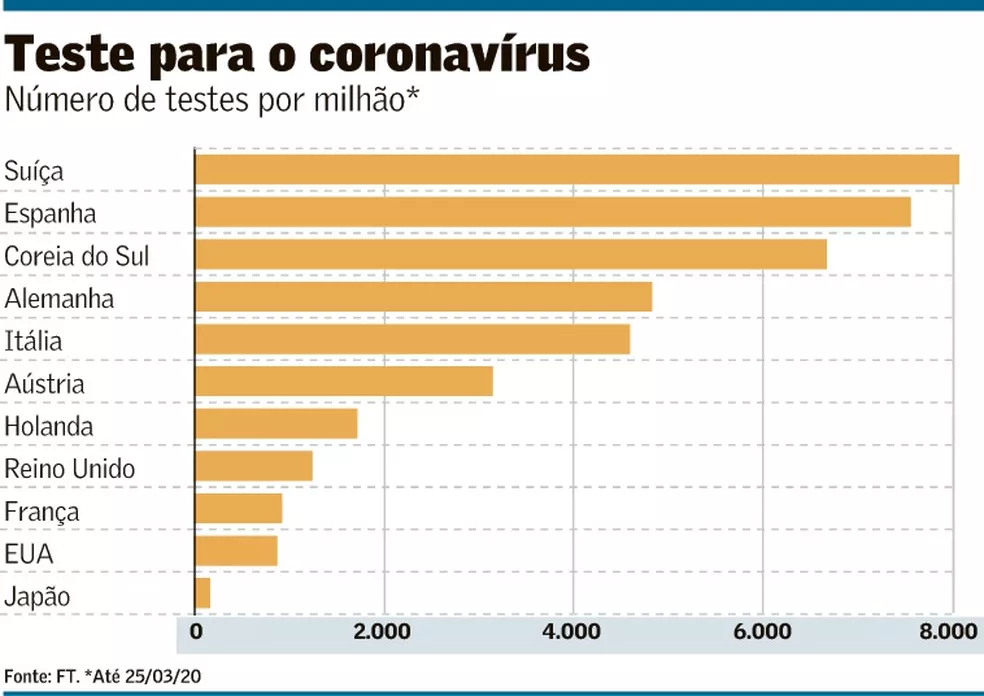 Teste para o coronavírus
Número de testes por milhão*
Suíça
Espanha
Coreia do Sul
Alemanha
Itália
Aústria
Holanda
Reino Unido
França
EUA
Japão
0 2.000 4.000 6.000 8.000
Fonte: FT. *Até 25/03/20